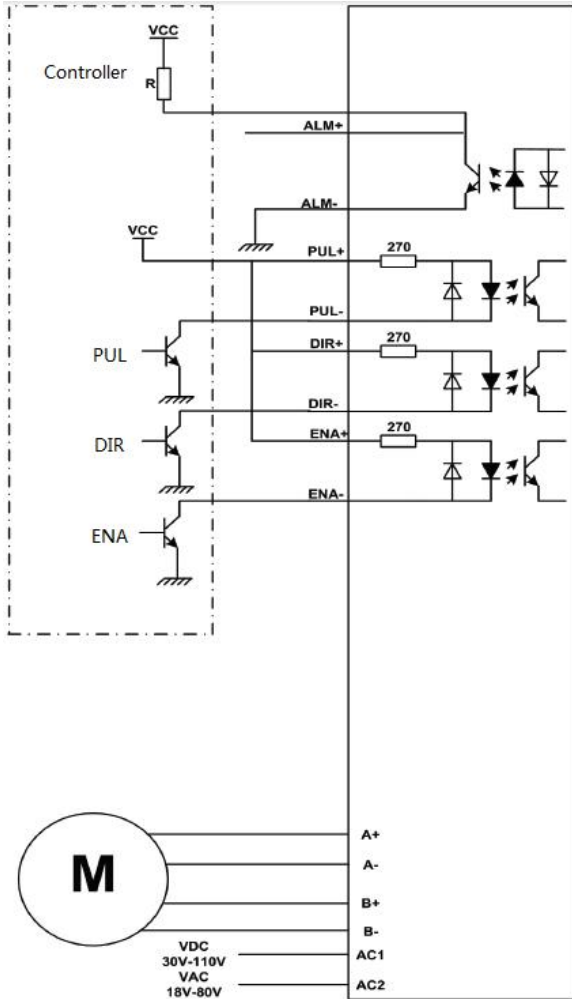 VCC
Controller
R
ALM+
ALM-
VCC
PUL+
270
PUL-
PUL
DIR+
270
DIR-
DIR
ENA+
270
ENA-
ENA
A+
M
A-
B+
B-
VDC
30V-110V
AC1
VAC
18V-80V
AC2